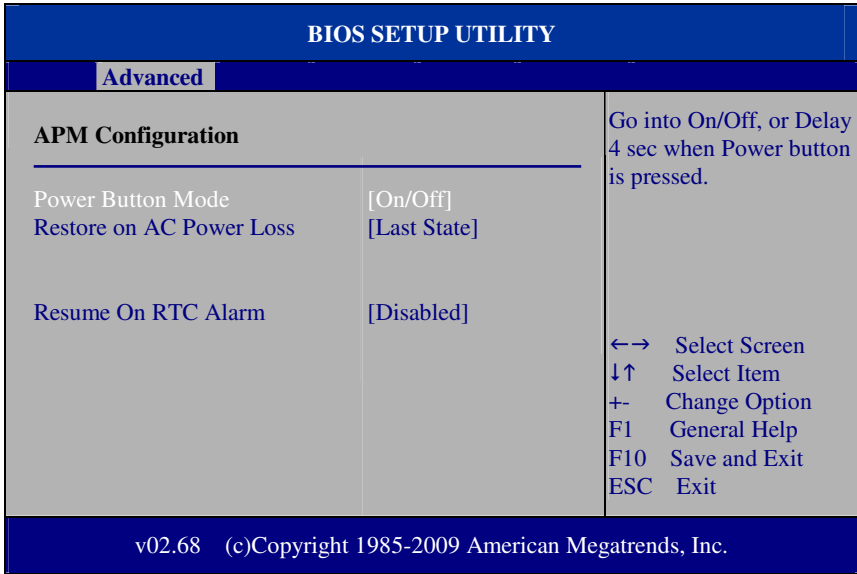 BIOS SETUP UTILITY
Advanced
APM Configuration
Power Button Mode [On/Off]
Restore on AC Power Loss [Last State]
Resume On RTC Alarm [Disabled]
Go into On/Off, or Delay
4 sec when Power button
is pressed.
←→ Select Screen
↓↑ Select Item
+- Change Option
F1 General Help
F10 Save and Exit
ESC Exit
v02.68 (c)Copyright 1985-2009 American Megatrends, Inc.